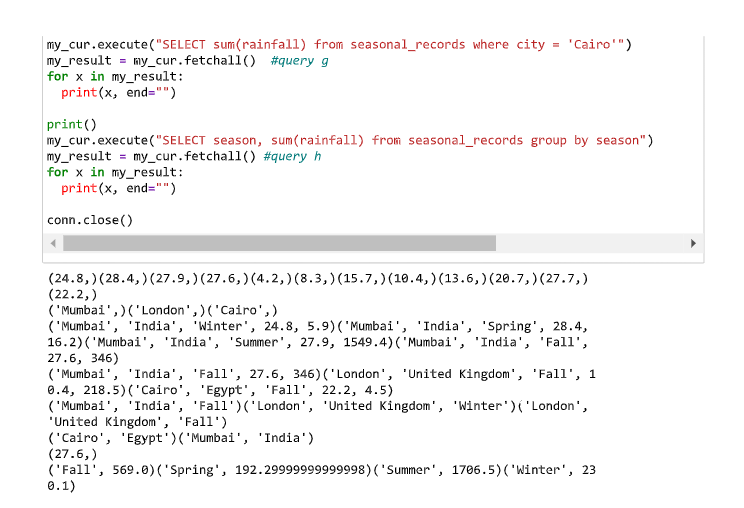 my_cur.execute("SELECT sum(rainfall) from seasonal_records where city = 'Cairo'")
my_result = my_cur.fetchall()  #query g
for x in my_result:
  print(x, end="")

print()
my_cur.execute("SELECT season, sum(rainfall) from seasonal_records group by season")
my_result = my_cur.fetchall() #query h
for x in my_result:
  print(x, end="")

conn.close()
(24.8,)(28.4,)(27.9,)(27.6,)(4.2,)(8.3,)(15.7,)(10.4,)(13.6,)(20.7,)(27.7,)
(22.2,)
('Mumbai',)('London',)('Cairo',)
('Mumbai', 'India', 'Winter', 24.8, 5.9)('Mumbai', 'India', 'Spring', 28.4,
16.2)('Mumbai', 'India', 'Summer', 27.9, 1549.4)('Mumbai', 'India', 'Fall',
27.6, 346)
('Mumbai', 'India', 'Fall', 27.6, 346)('London', 'United Kingdom', 'Fall', 1
0.4, 218.5)('Cairo', 'Egypt', 'Fall', 22.2, 4.5)
('Mumbai', 'India', 'Fall')('London', 'United Kingdom', 'Winter')('London',
'United Kingdom', 'Fall')
('Cairo', 'Egypt')('Mumbai', 'India')
(27.6,)
('Fall', 569.0)('Spring', 192.29999999999998)('Summer', 1706.5)('Winter', 23
0.1)